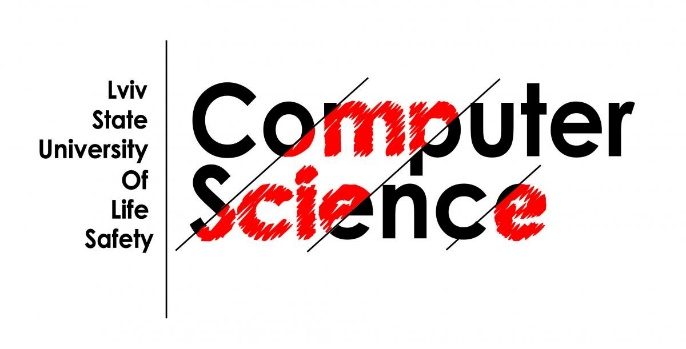 Lviv
State
University
Of
Life
Safety
Computer
Science